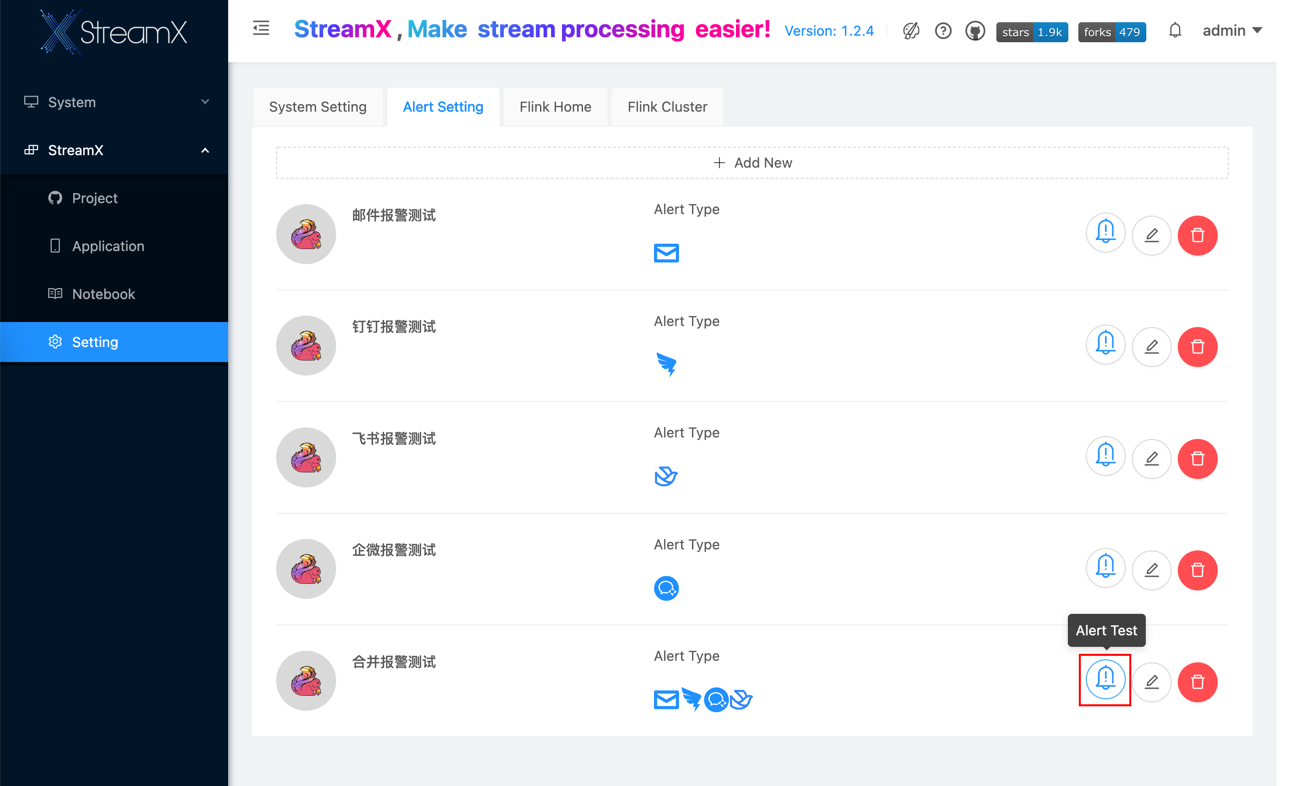 StreamX
StreamX , Make stream processing easier!
Version: 1.2.4
stars 1.9k
forks 479
admin
System
StreamX
Project
Application
Notebook
Setting
System Setting
Alert Setting
Flink Home
Flink Cluster
+ Add New
邮件报警测试
Alert Type
钉钉报警测试
Alert Type
飞书报警测试
Alert Type
企微报警测试
Alert Type
Alert Test
合并报警测试
Alert Type